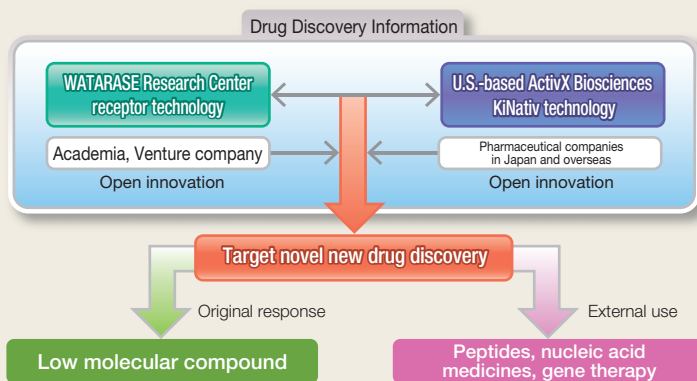 Drug Discovery Information
WATARASE Research Center
receptor technology
U.S.-based ActivX Biosciences
KiNativ technology
Academia, Venture company
Pharmaceutical companies
in Japan and overseas
Open innovation
Open innovation
Target novel new drug discovery
Original response
External use
Low molecular compound
Peptides, nucleic acid
medicines, gene therapy